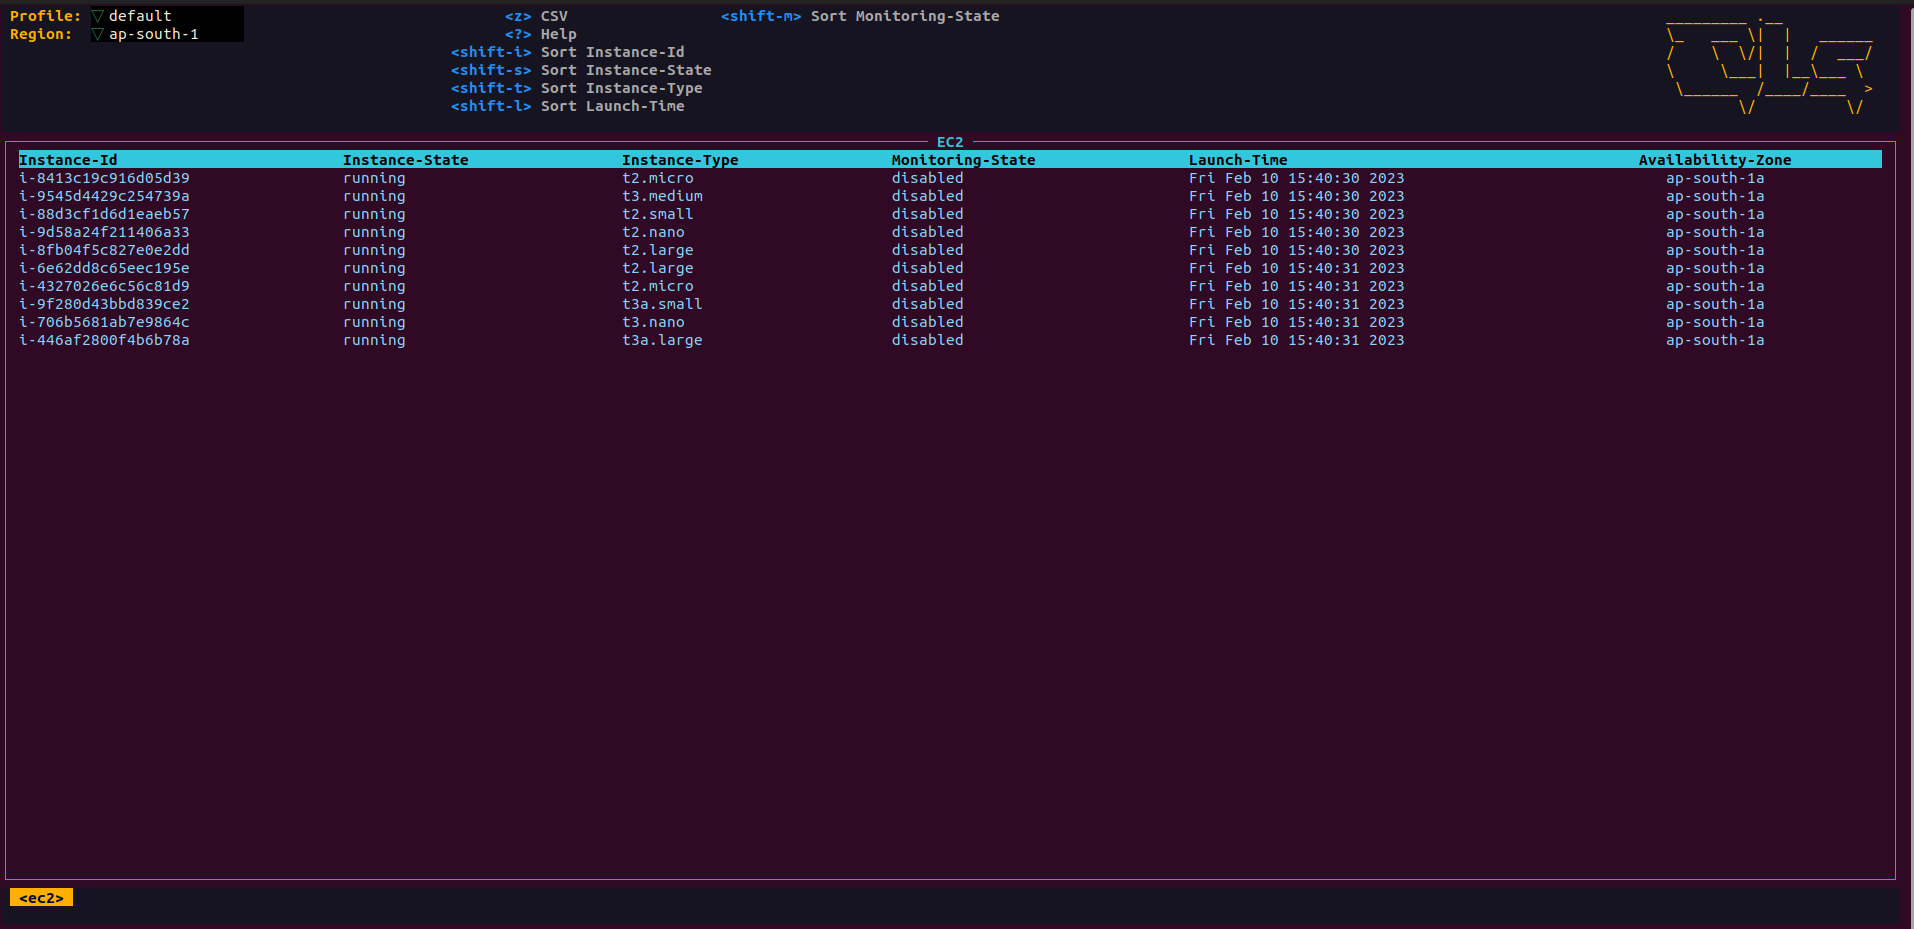 Profile: ▽ default <z> CSV <shift-m> Sort Monitoring-State
Region: ▽ ap-south-1 <?> Help
<shift-i> Sort Instance-Id
<shift-s> Sort Instance-State
<shift-t> Sort Instance-Type
<shift-l> Sort Launch-Time
EC2
Instance-Id Instance-State Instance-Type Monitoring-State Launch-Time Availability-Zone
i-8413c19c916d05d39 running t2.micro disabled Fri Feb 10 15:40:30 2023 ap-south-1a
i-9545d4429c254739a running t3.medium disabled Fri Feb 10 15:40:30 2023 ap-south-1a
i-88d3cf1d6d1eaeb57 running t2.small disabled Fri Feb 10 15:40:30 2023 ap-south-1a
i-9d58a24f211406a33 running t2.nano disabled Fri Feb 10 15:40:30 2023 ap-south-1a
i-8fb04f5c827e0e2dd running t2.large disabled Fri Feb 10 15:40:30 2023 ap-south-1a
i-6e62dd8c65eec195e running t2.large disabled Fri Feb 10 15:40:31 2023 ap-south-1a
i-4327026e6c56c81d9 running t2.micro disabled Fri Feb 10 15:40:31 2023 ap-south-1a
i-9f280d43bbd839ce2 running t3a.small disabled Fri Feb 10 15:40:31 2023 ap-south-1a
i-706b5681ab7e9864c running t3.nano disabled Fri Feb 10 15:40:31 2023 ap-south-1a
i-446af2800f4b6b78a running t3a.large disabled Fri Feb 10 15:40:31 2023 ap-south-1a
<ec2>